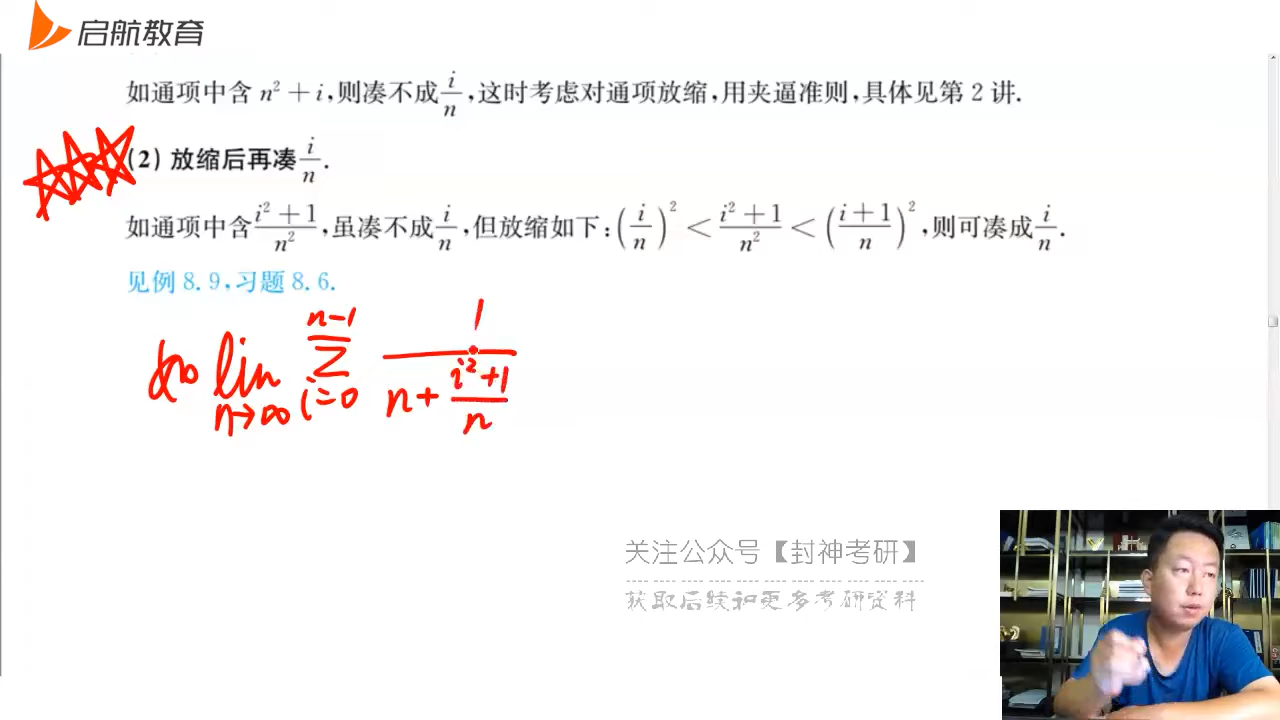 启航教育
如通项中含 n² + i,则凑不成 i/n,这时考虑对通项放缩,用夹逼准则,具体见第 2 讲.
(2) 放缩后再凑 i/n.
如通项中含 (i² + 1)/n²,虽凑不成 i/n,但放缩如下:(i/n)² < (i² + 1)/n² < ((i + 1)/n)²,则可凑成 i/n.
见例 8.9,习题 8.6.
如 lim n→∞ Σ i=0 n-1 1/(n + (i²+1)/n)
关注公众号【封神考研】
获取后续和更多考研资料